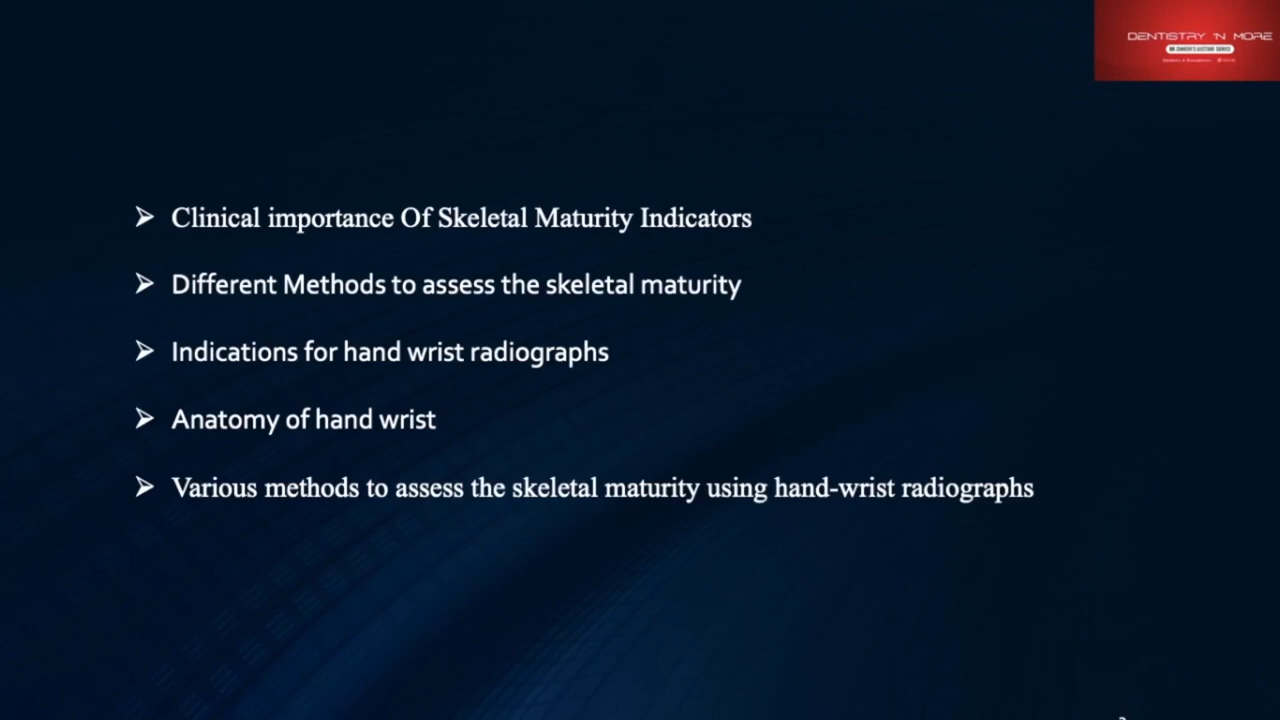 DENTISTRY 'N MORE
Clinical importance Of Skeletal Maturity Indicators
Different Methods to assess the skeletal maturity
Indications for hand wrist radiographs
Anatomy of hand wrist
Various methods to assess the skeletal maturity using hand-wrist radiographs